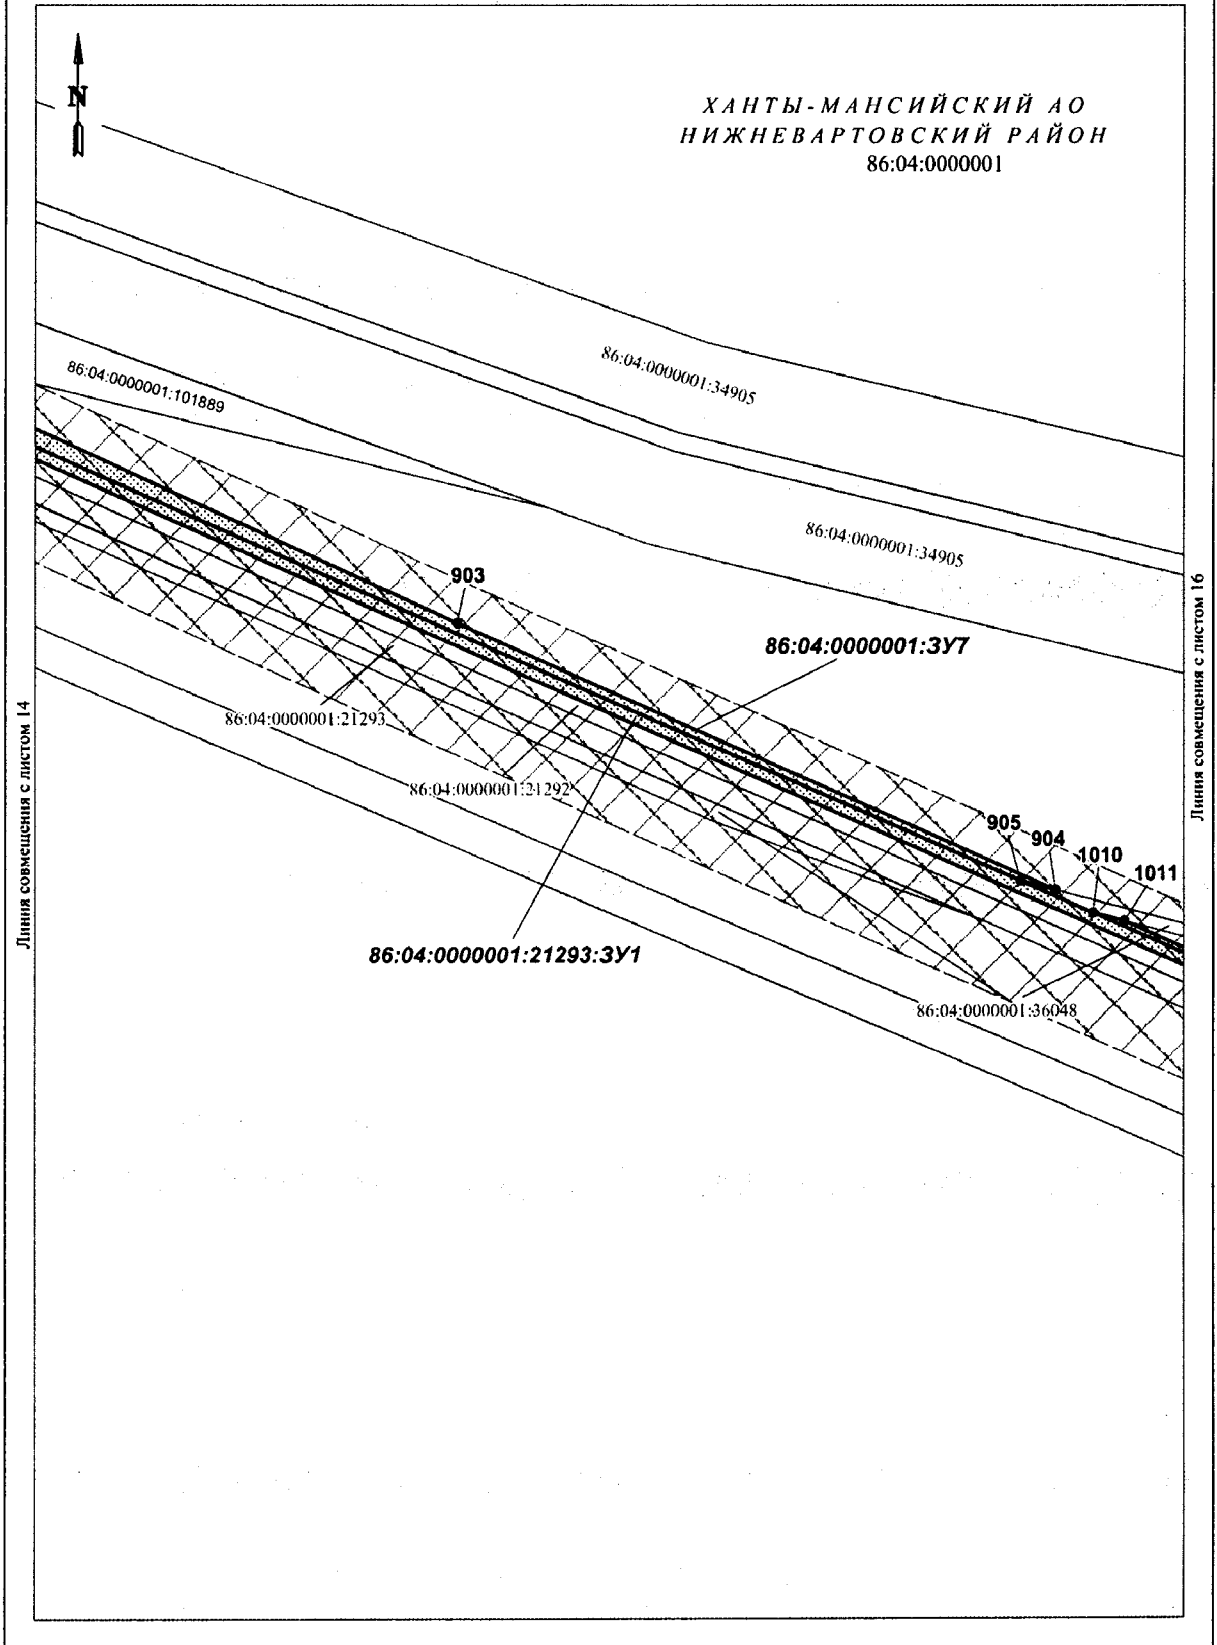 N
ХАНТЫ-МАНСИЙСКИЙ АО
НИЖНЕВАРТОВСКИЙ РАЙОН
86:04:0000001
86:04:0000001:34905
86:04:0000001:101889
86:04:0000001:34905
903
86:04:0000001:ЗУ7
86:04:0000001:21293
86:04:0000001:21292
905
904
1010
1011
86:04:0000001:21293:ЗУ1
86:04:0000001:36048
Линия совмещения с листом 14
Линия совмещения с листом 16